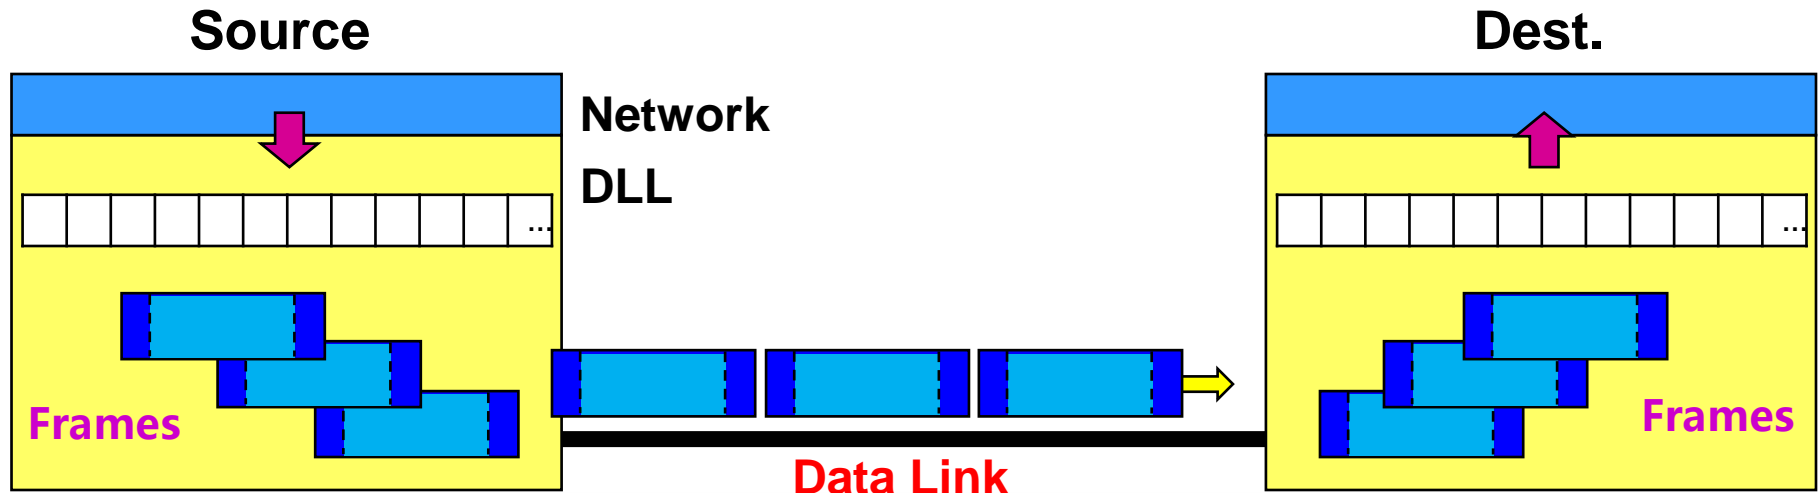 Source
Dest.
Network
DLL
...
...
Frames
Frames
Data Link